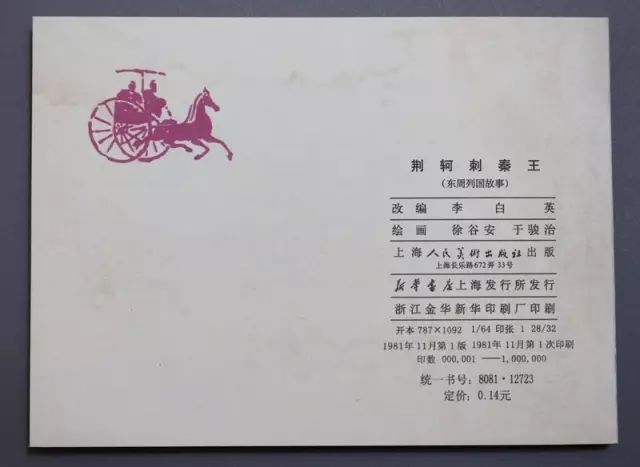 荆轲刺秦王
(东周列国故事)
改编 李白英
绘画 徐谷安 于骏治
上海人民美術出版社出版
上海长乐路672弄33号
新華書店上海发行所发行
浙江金华新华印刷厂印刷
开本 787×1092 1/64 印张 1 28/32
1981年11月第1版 1981年11月第1次印刷
印数 000,001——1,000,000
统一书号: 8081·12723
定价: 0.14元